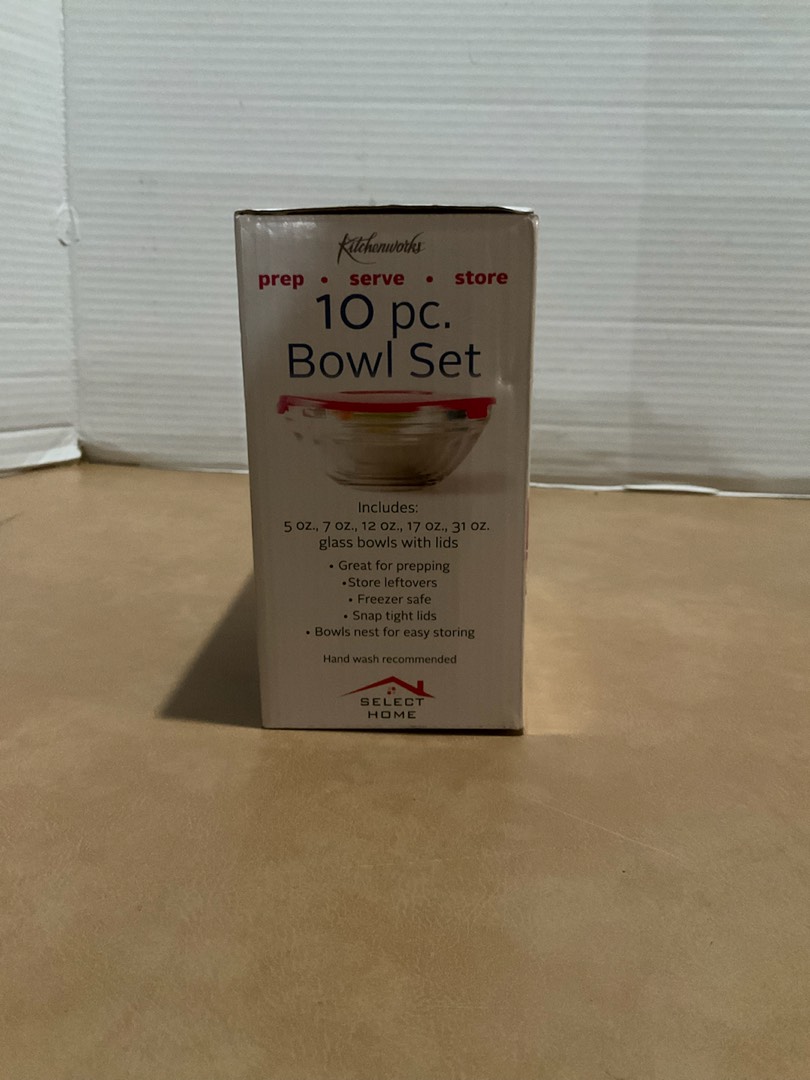 Kitchenworks
prep • serve • store
10 pc.
Bowl Set
Includes:
5 oz., 7 oz., 12 oz., 17 oz., 31 oz.
glass bowls with lids
• Great for prepping
•Store leftovers
• Freezer safe
• Snap tight lids
• Bowls nest for easy storing
Hand wash recommended
SELECT
HOME